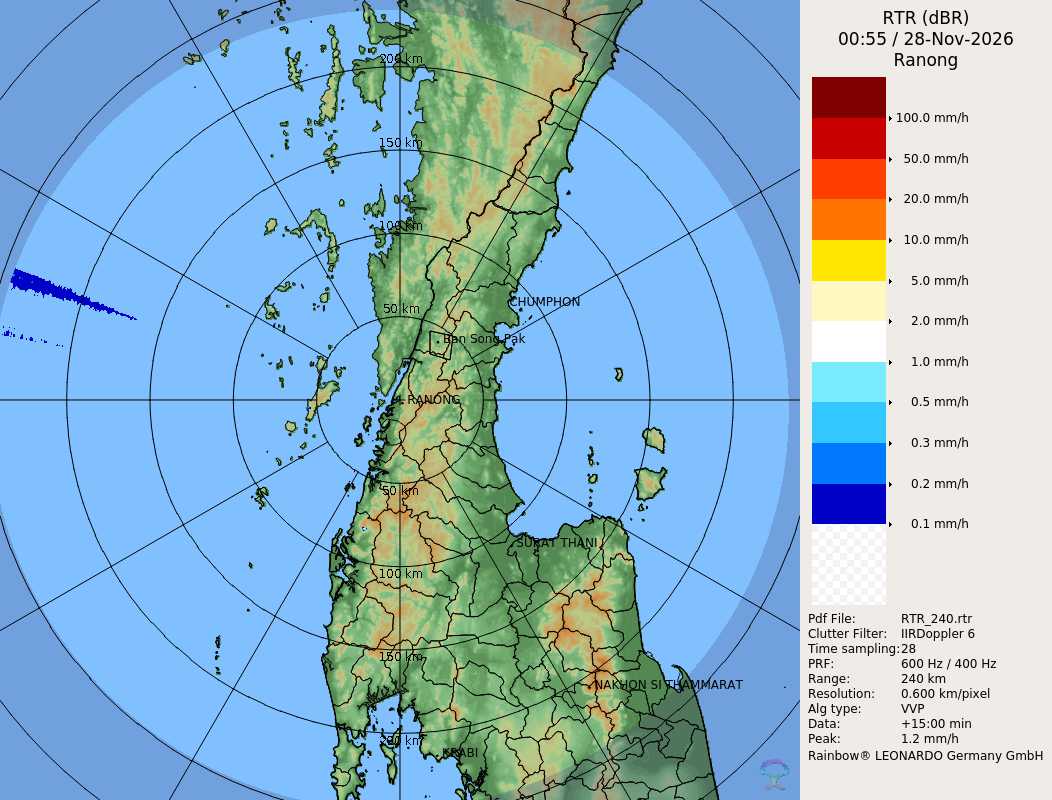 RTR (dBR)
00:55 / 28-Nov-2026
Ranong
100.0 mm/h
50.0 mm/h
20.0 mm/h
10.0 mm/h
5.0 mm/h
2.0 mm/h
1.0 mm/h
0.5 mm/h
0.3 mm/h
0.2 mm/h
0.1 mm/h
Pdf File: RTR_240.rtr
Clutter Filter: IIRDoppler 6
Time sampling:28
PRF: 600 Hz / 400 Hz
Range: 240 km
Resolution: 0.600 km/pixel
Alg type: VVP
Data: +15:00 min
Peak: 1.2 mm/h
Rainbow® LEONARDO Germany GmbH
200 km
150 km
100 km
50 km
CHUMPHON
Ban Song Pak
RANONG
50 km
SURAT THANI
100 km
150 km
NAKHON SI THAMMARAT
200 km
KRABI